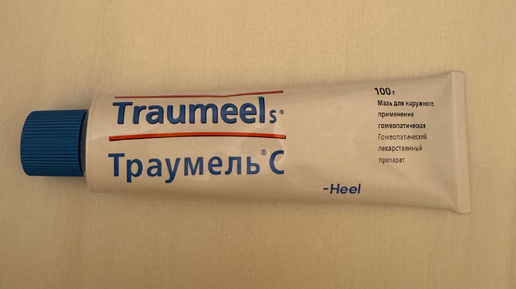 Traumeel s®
Траумель® С
-Heel
100 г
Мазь для наружного
применения
гомеопатическая
Гомеопатический
лекарственный
препарат